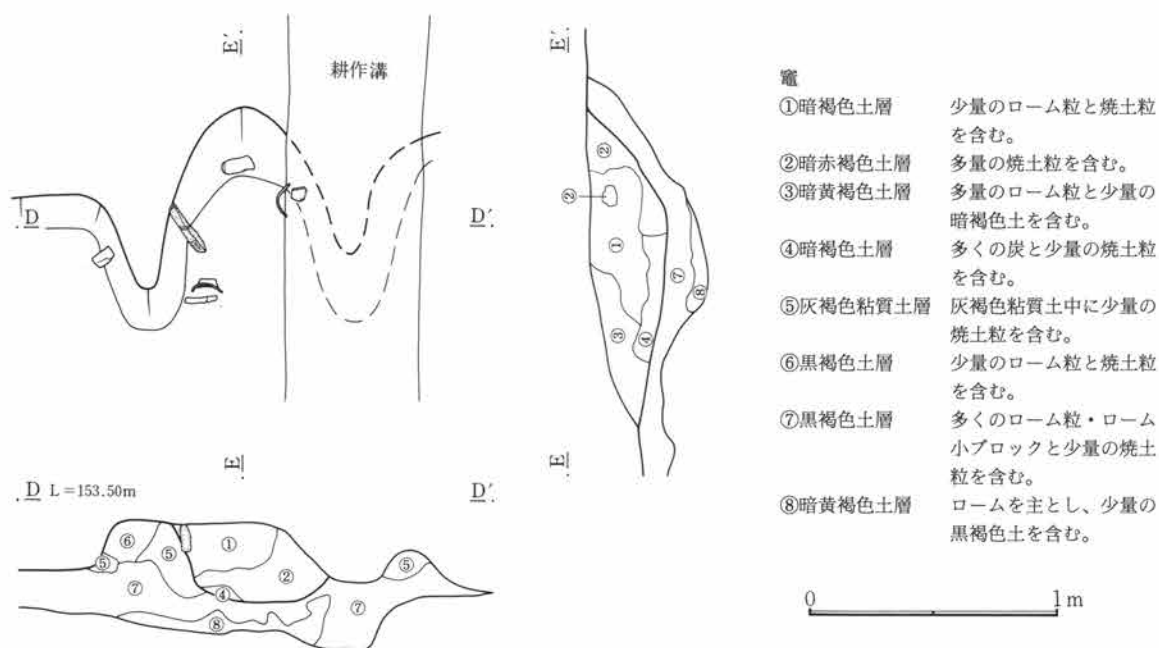 E′
耕作溝
D
D′
E
D L=153.50m
D′
⑥
⑤
①
⑤
②
⑤
⑦
④
⑦
⑧
E′
②
②
①
⑦
⑧
③
④
E
竈
①暗褐色土層 少量のローム粒と焼土粒
を含む。
②暗赤褐色土層 多量の焼土粒を含む。
③暗黄褐色土層 多量のローム粒と少量の
暗褐色土を含む。
④暗褐色土層 多くの炭と少量の焼土粒
を含む。
⑤灰褐色粘質土層 灰褐色粘質土中に少量の
焼土粒を含む。
⑥黒褐色土層 少量のローム粒と焼土粒
を含む。
⑦黒褐色土層 多くのローム粒・ローム
小ブロックと少量の焼土
粒を含む。
⑧暗黄褐色土層 ロームを主とし、少量の
黒褐色土を含む。
0 1m